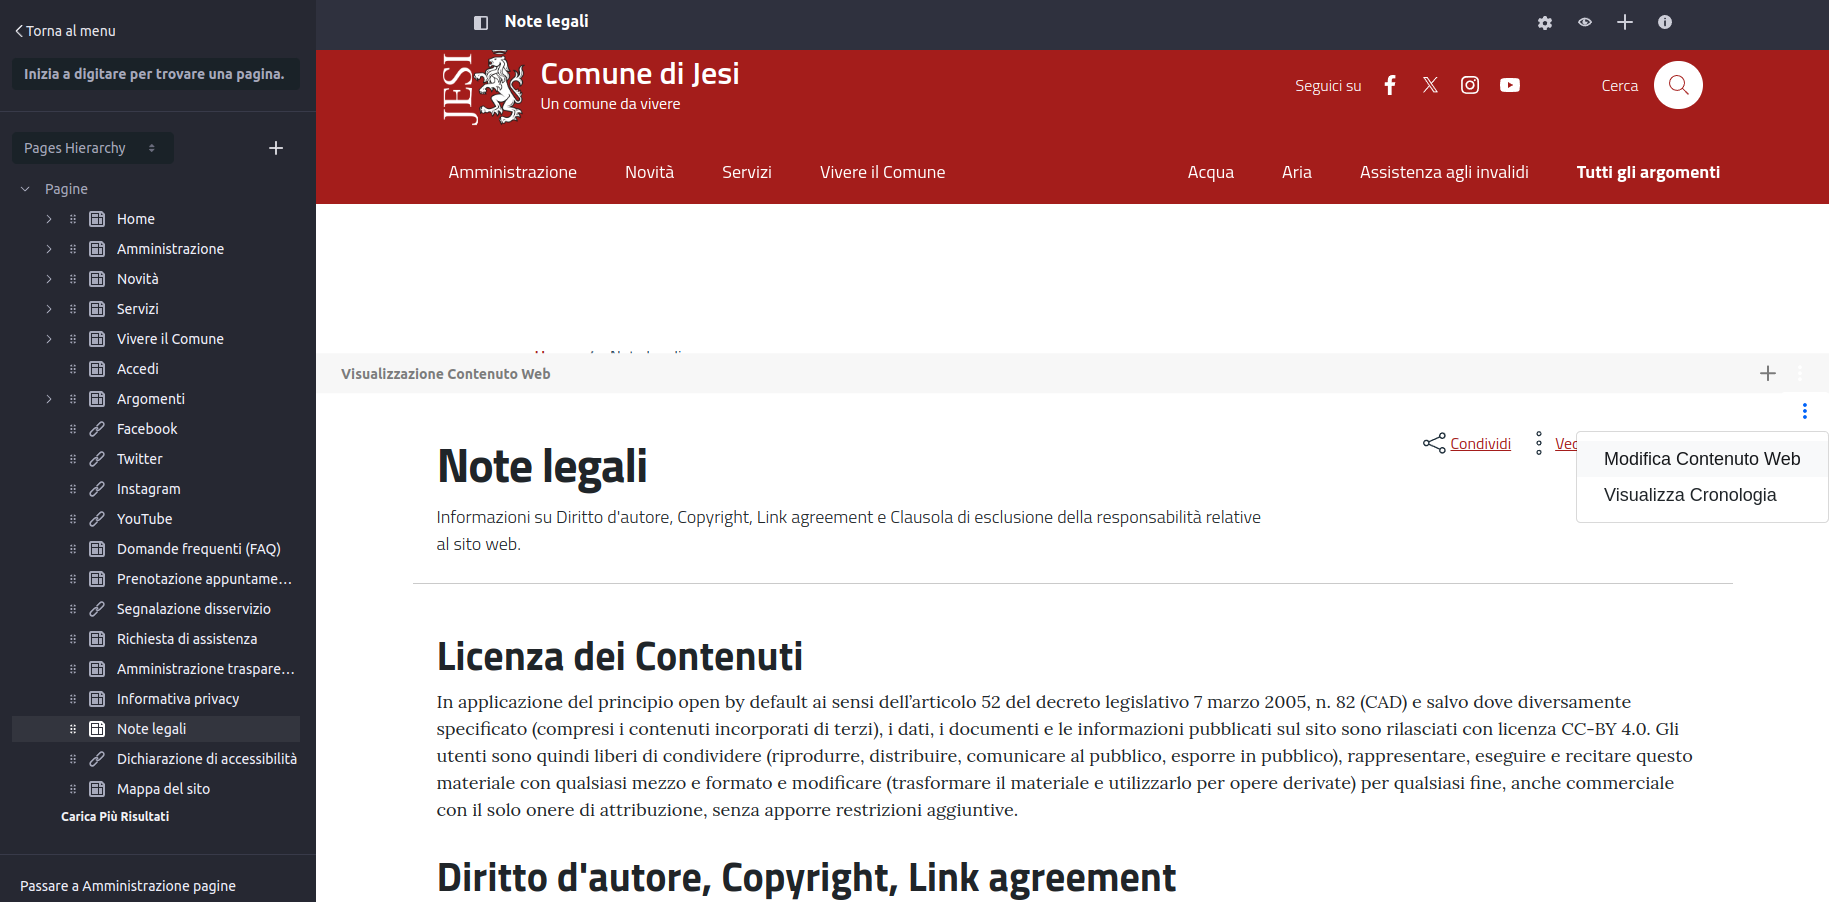 Torna al menu
Inizia a digitare per trovare una pagina.
Pages Hierarchy
Pagine
Home
Amministrazione
Novità
Servizi
Vivere il Comune
Accedi
Argomenti
Facebook
Twitter
Instagram
YouTube
Domande frequenti (FAQ)
Prenotazione appuntame...
Segnalazione disservizio
Richiesta di assistenza
Amministrazione traspare...
Informativa privacy
Note legali
Dichiarazione di accessibilità
Mappa del sito
Carica Più Risultati
Passare a Amministrazione pagine
Note legali
JESI
Comune di Jesi
Un comune da vivere
Seguici su
Cerca
Amministrazione Novità Servizi Vivere il Comune Acqua Aria Assistenza agli invalidi Tutti gli argomenti
Visualizzazione Contenuto Web
Condividi
Modifica Contenuto Web
Visualizza Cronologia
Note legali
Informazioni su Diritto d'autore, Copyright, Link agreement e Clausola di esclusione della responsabilità relative
al sito web.
Licenza dei Contenuti
In applicazione del principio open by default ai sensi dell’articolo 52 del decreto legislativo 7 marzo 2005, n. 82 (CAD) e salvo dove diversamente
specificato (compresi i contenuti incorporati di terzi), i dati, i documenti e le informazioni pubblicati sul sito sono rilasciati con licenza CC-BY 4.0. Gli
utenti sono quindi liberi di condividere (riprodurre, distribuire, comunicare al pubblico, esporre in pubblico), rappresentare, eseguire e recitare questo
materiale con qualsiasi mezzo e formato e modificare (trasformare il materiale e utilizzarlo per opere derivate) per qualsiasi fine, anche commerciale
con il solo onere di attribuzione, senza apporre restrizioni aggiuntive.
Diritto d'autore, Copyright, Link agreement